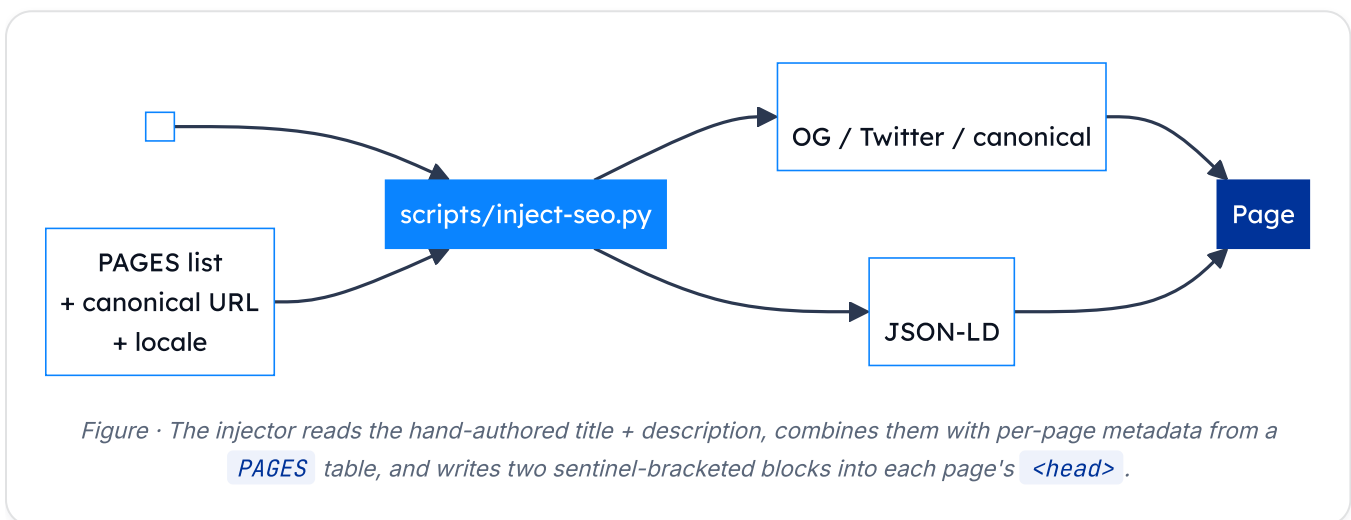 OG / Twitter / canonical
scripts/inject-seo.py
Page
PAGES list
+ canonical URL
+ locale
JSON-LD
Figure · The injector reads the hand-authored title + description, combines them with per-page metadata from a
PAGES table, and writes two sentinel-bracketed blocks into each page's <head>.